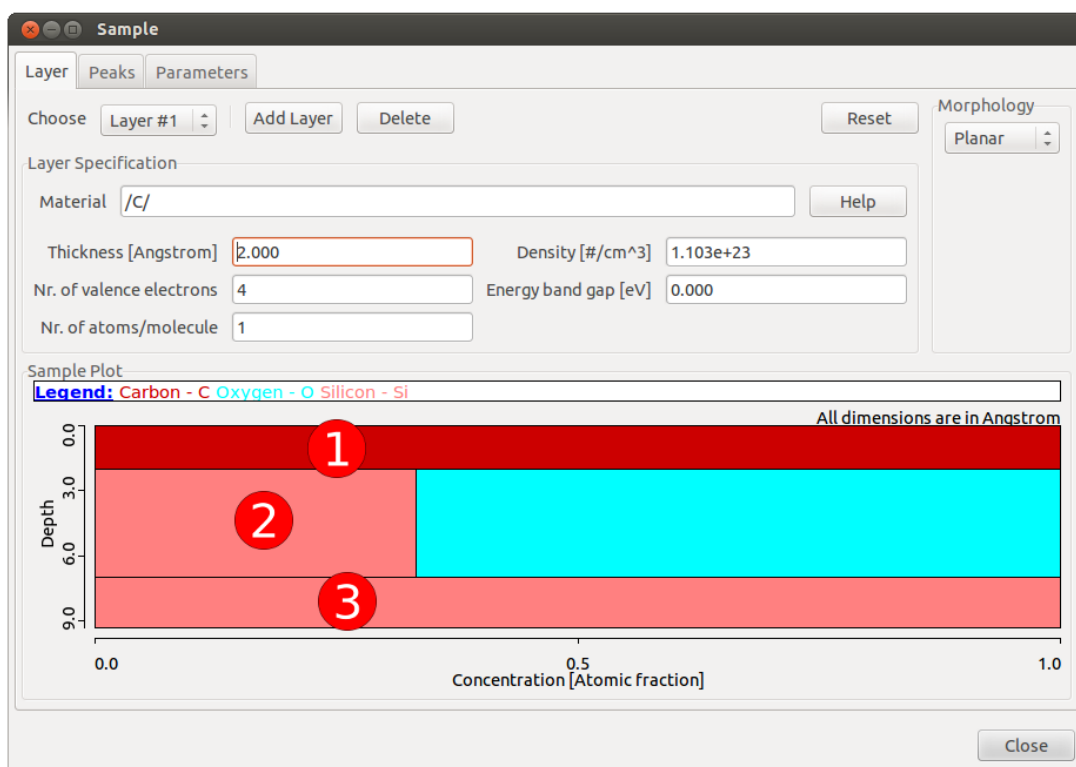 Sample
Layer Peaks Parameters
Choose Layer #1 Add Layer Delete Reset
Morphology
Planar
Layer Specification
Material /C/ Help
Thickness [Angstrom] 2.000 Density [#/cm^3] 1.103e+23
Nr. of valence electrons 4 Energy band gap [eV] 0.000
Nr. of atoms/molecule 1
Sample Plot
Legend: Carbon - C Oxygen - O Silicon - Si
All dimensions are in Angstrom
0.0
3.0
6.0
9.0
Depth
1
2
3
0.0 0.5 1.0
Concentration [Atomic fraction]
Close